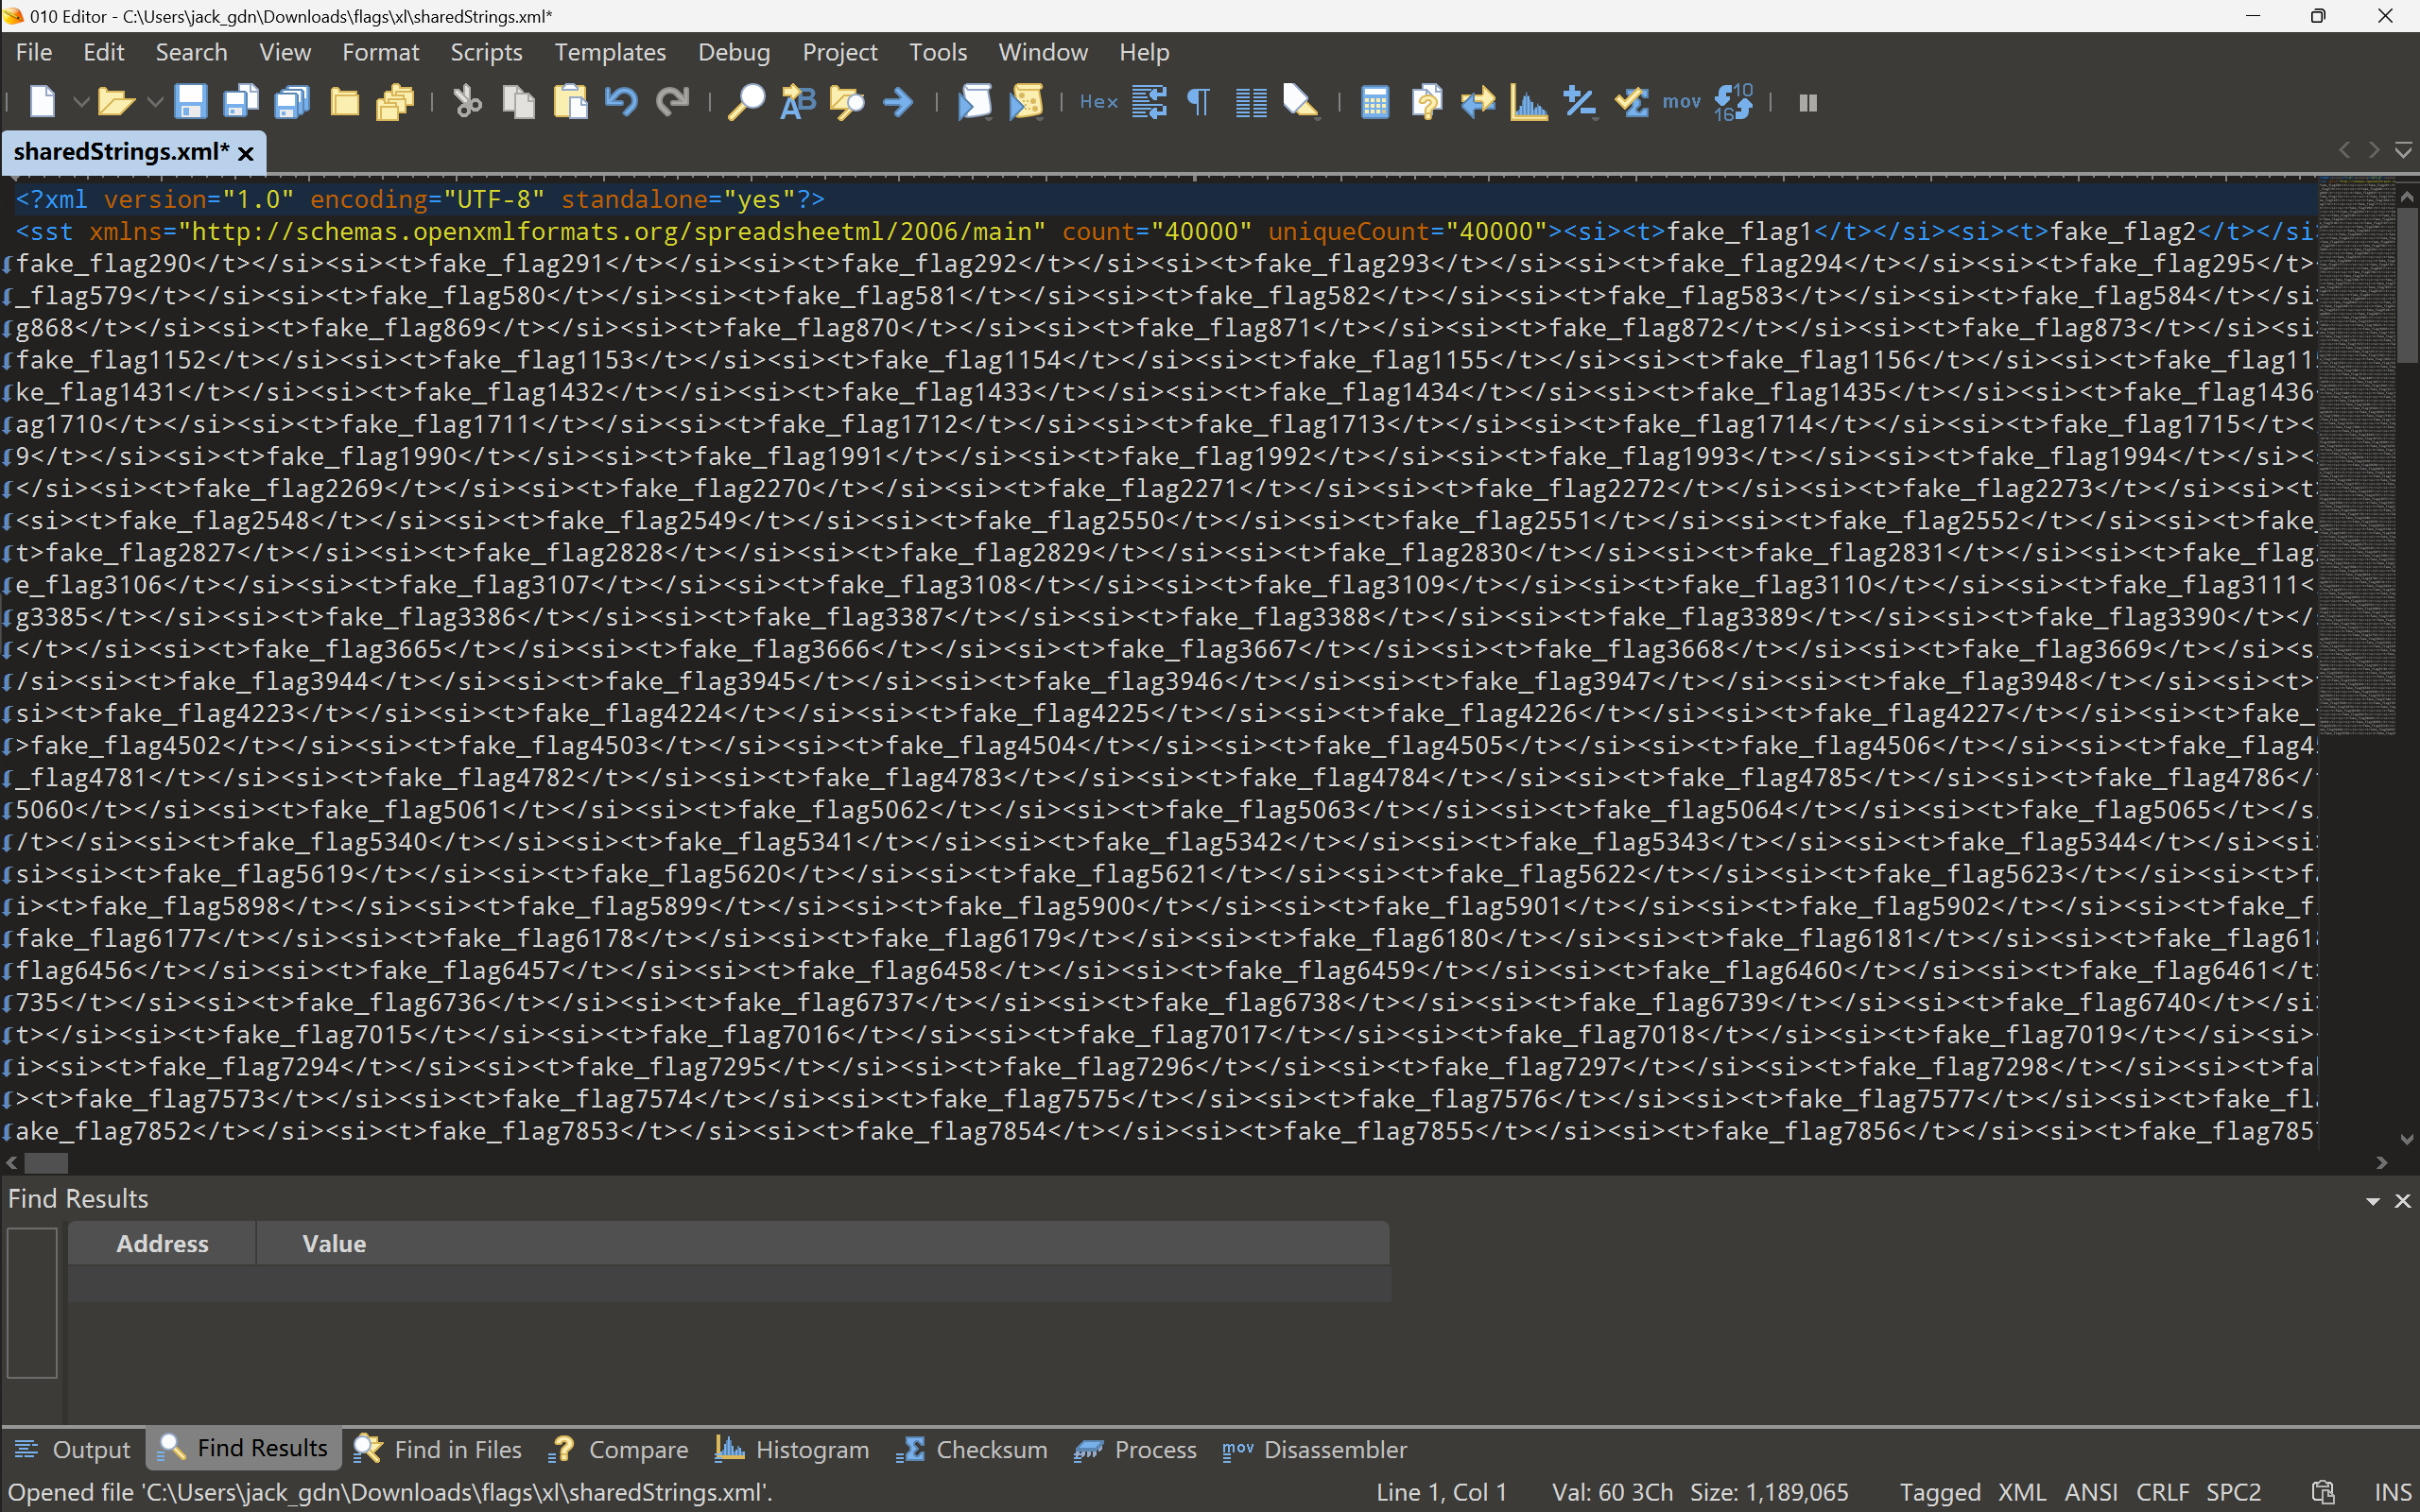 010 Editor - C:\Users\jack_gdn\Downloads\flags\xl\sharedStrings.xml*
File Edit Search View Format Scripts Templates Debug Project Tools Window Help
Hex mov
sharedStrings.xml*
<?xml version="1.0" encoding="UTF-8" standalone="yes"?>
<sst xmlns="http://schemas.openxmlformats.org/spreadsheetml/2006/main" count="40000" uniqueCount="40000"><si><t>fake_flag1</t></si><si><t>fake_flag2</t></si
fake_flag290</t></si><si><t>fake_flag291</t></si><si><t>fake_flag292</t></si><si><t>fake_flag293</t></si><si><t>fake_flag294</t></si><si><t>fake_flag295</t>
_flag579</t></si><si><t>fake_flag580</t></si><si><t>fake_flag581</t></si><si><t>fake_flag582</t></si><si><t>fake_flag583</t></si><si><t>fake_flag584</t></si
g868</t></si><si><t>fake_flag869</t></si><si><t>fake_flag870</t></si><si><t>fake_flag871</t></si><si><t>fake_flag872</t></si><si><t>fake_flag873</t></si><si
fake_flag1152</t></si><si><t>fake_flag1153</t></si><si><t>fake_flag1154</t></si><si><t>fake_flag1155</t></si><si><t>fake_flag1156</t></si><si><t>fake_flag11
ke_flag1431</t></si><si><t>fake_flag1432</t></si><si><t>fake_flag1433</t></si><si><t>fake_flag1434</t></si><si><t>fake_flag1435</t></si><si><t>fake_flag1436
ag1710</t></si><si><t>fake_flag1711</t></si><si><t>fake_flag1712</t></si><si><t>fake_flag1713</t></si><si><t>fake_flag1714</t></si><si><t>fake_flag1715</t><
9</t></si><si><t>fake_flag1990</t></si><si><t>fake_flag1991</t></si><si><t>fake_flag1992</t></si><si><t>fake_flag1993</t></si><si><t>fake_flag1994</t></si><
</si><si><t>fake_flag2269</t></si><si><t>fake_flag2270</t></si><si><t>fake_flag2271</t></si><si><t>fake_flag2272</t></si><si><t>fake_flag2273</t></si><si><t
<si><t>fake_flag2548</t></si><si><t>fake_flag2549</t></si><si><t>fake_flag2550</t></si><si><t>fake_flag2551</t></si><si><t>fake_flag2552</t></si><si><t>fake
t>fake_flag2827</t></si><si><t>fake_flag2828</t></si><si><t>fake_flag2829</t></si><si><t>fake_flag2830</t></si><si><t>fake_flag2831</t></si><si><t>fake_flag
e_flag3106</t></si><si><t>fake_flag3107</t></si><si><t>fake_flag3108</t></si><si><t>fake_flag3109</t></si><si><t>fake_flag3110</t></si><si><t>fake_flag3111<
g3385</t></si><si><t>fake_flag3386</t></si><si><t>fake_flag3387</t></si><si><t>fake_flag3388</t></si><si><t>fake_flag3389</t></si><si><t>fake_flag3390</t></
</t></si><si><t>fake_flag3665</t></si><si><t>fake_flag3666</t></si><si><t>fake_flag3667</t></si><si><t>fake_flag3668</t></si><si><t>fake_flag3669</t></si><s
/si><si><t>fake_flag3944</t></si><si><t>fake_flag3945</t></si><si><t>fake_flag3946</t></si><si><t>fake_flag3947</t></si><si><t>fake_flag3948</t></si><si><t>
si><t>fake_flag4223</t></si><si><t>fake_flag4224</t></si><si><t>fake_flag4225</t></si><si><t>fake_flag4226</t></si><si><t>fake_flag4227</t></si><si><t>fake_
>fake_flag4502</t></si><si><t>fake_flag4503</t></si><si><t>fake_flag4504</t></si><si><t>fake_flag4505</t></si><si><t>fake_flag4506</t></si><si><t>fake_flag4
_flag4781</t></si><si><t>fake_flag4782</t></si><si><t>fake_flag4783</t></si><si><t>fake_flag4784</t></si><si><t>fake_flag4785</t></si><si><t>fake_flag4786</
5060</t></si><si><t>fake_flag5061</t></si><si><t>fake_flag5062</t></si><si><t>fake_flag5063</t></si><si><t>fake_flag5064</t></si><si><t>fake_flag5065</t></s
/t></si><si><t>fake_flag5340</t></si><si><t>fake_flag5341</t></si><si><t>fake_flag5342</t></si><si><t>fake_flag5343</t></si><si><t>fake_flag5344</t></si><si
si><si><t>fake_flag5619</t></si><si><t>fake_flag5620</t></si><si><t>fake_flag5621</t></si><si><t>fake_flag5622</t></si><si><t>fake_flag5623</t></si><si><t>f
i><t>fake_flag5898</t></si><si><t>fake_flag5899</t></si><si><t>fake_flag5900</t></si><si><t>fake_flag5901</t></si><si><t>fake_flag5902</t></si><si><t>fake_f
fake_flag6177</t></si><si><t>fake_flag6178</t></si><si><t>fake_flag6179</t></si><si><t>fake_flag6180</t></si><si><t>fake_flag6181</t></si><si><t>fake_flag61
flag6456</t></si><si><t>fake_flag6457</t></si><si><t>fake_flag6458</t></si><si><t>fake_flag6459</t></si><si><t>fake_flag6460</t></si><si><t>fake_flag6461</t
735</t></si><si><t>fake_flag6736</t></si><si><t>fake_flag6737</t></si><si><t>fake_flag6738</t></si><si><t>fake_flag6739</t></si><si><t>fake_flag6740</t></si
t></si><si><t>fake_flag7015</t></si><si><t>fake_flag7016</t></si><si><t>fake_flag7017</t></si><si><t>fake_flag7018</t></si><si><t>fake_flag7019</t></si><si>
i><si><t>fake_flag7294</t></si><si><t>fake_flag7295</t></si><si><t>fake_flag7296</t></si><si><t>fake_flag7297</t></si><si><t>fake_flag7298</t></si><si><t>fa
><t>fake_flag7573</t></si><si><t>fake_flag7574</t></si><si><t>fake_flag7575</t></si><si><t>fake_flag7576</t></si><si><t>fake_flag7577</t></si><si><t>fake_fl
ake_flag7852</t></si><si><t>fake_flag7853</t></si><si><t>fake_flag7854</t></si><si><t>fake_flag7855</t></si><si><t>fake_flag7856</t></si><si><t>fake_flag785
Find Results
Address Value
Output Find Results Find in Files Compare Histogram Checksum Process mov Disassembler
Opened file 'C:\Users\jack_gdn\Downloads\flags\xl\sharedStrings.xml'. Line 1, Col 1 Val: 60 3Ch Size: 1,189,065 Tagged XML ANSI CRLF SPC2 INS